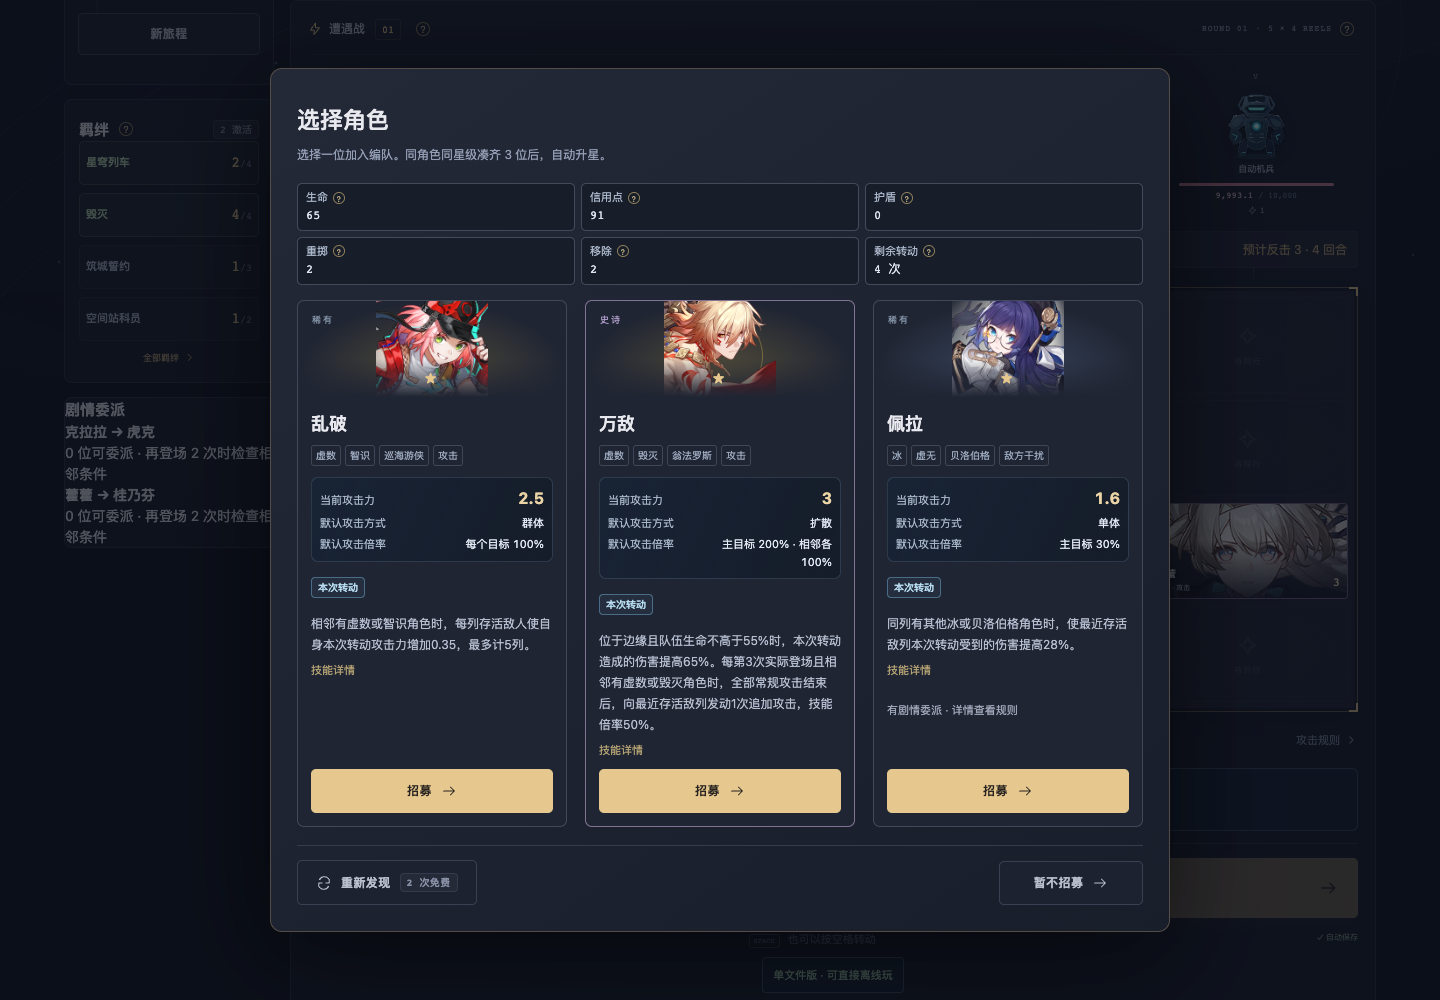 新旅程
遭遇战 01 ?
ROUND 01 · 5 × 4 REELS ?
羁绊 ? 2 激活
星穹列车 2/4
毁灭 4/4
筑城誓约 1/3
空间站科员 1/2
全部羁绊 >
剧情委派
克拉拉 → 虎克
0 位可委派 · 再登场 2 次时检查相
邻条件
藿藿 → 桂乃芬
0 位可委派 · 再登场 2 次时检查相
邻条件
选择角色
选择一位加入编队。同角色同星级凑齐 3 位后，自动升星。
生命 ?
65
信用点 ?
91
护盾 ?
0
重掷 ?
2
移除 ?
2
剩余转动 ?
4 次
稀有
乱破
虚数 智识 巡海游侠 攻击
当前攻击力 2.5
默认攻击方式 群体
默认攻击倍率 每个目标 100%
本次转动
相邻有虚数或智识角色时，每列存活敌人使自
身本次转动攻击力增加0.35，最多计5列。
技能详情
招募 →
史诗
万敌
虚数 毁灭 翁法罗斯 攻击
当前攻击力 3
默认攻击方式 扩散
默认攻击倍率 主目标 200% · 相邻各
100%
本次转动
位于边缘且队伍生命不高于55%时，本次转动
造成的伤害提高65%。每第3次实际登场且相
邻有虚数或毁灭角色时，全部常规攻击结束
后，向最近存活敌列发动1次追加攻击，技能
倍率50%。
技能详情
招募 →
稀有
佩拉
冰 虚无 贝洛伯格 敌方干扰
当前攻击力 1.6
默认攻击方式 单体
默认攻击倍率 主目标 30%
本次转动
同列有其他冰或贝洛伯格角色时，使最近存活
敌列本次转动受到的伤害提高28%。
技能详情
有剧情委派 · 详情查看规则
招募 →
重新发现 2 次免费
暂不招募 →
V
自动机兵
9,993.1 / 10,000
1
预计反击 3 · 4 回合
3
攻击规则 >
→
SPACE 也可以按空格转动
✓ 自动保存
单文件版 · 可直接离线玩